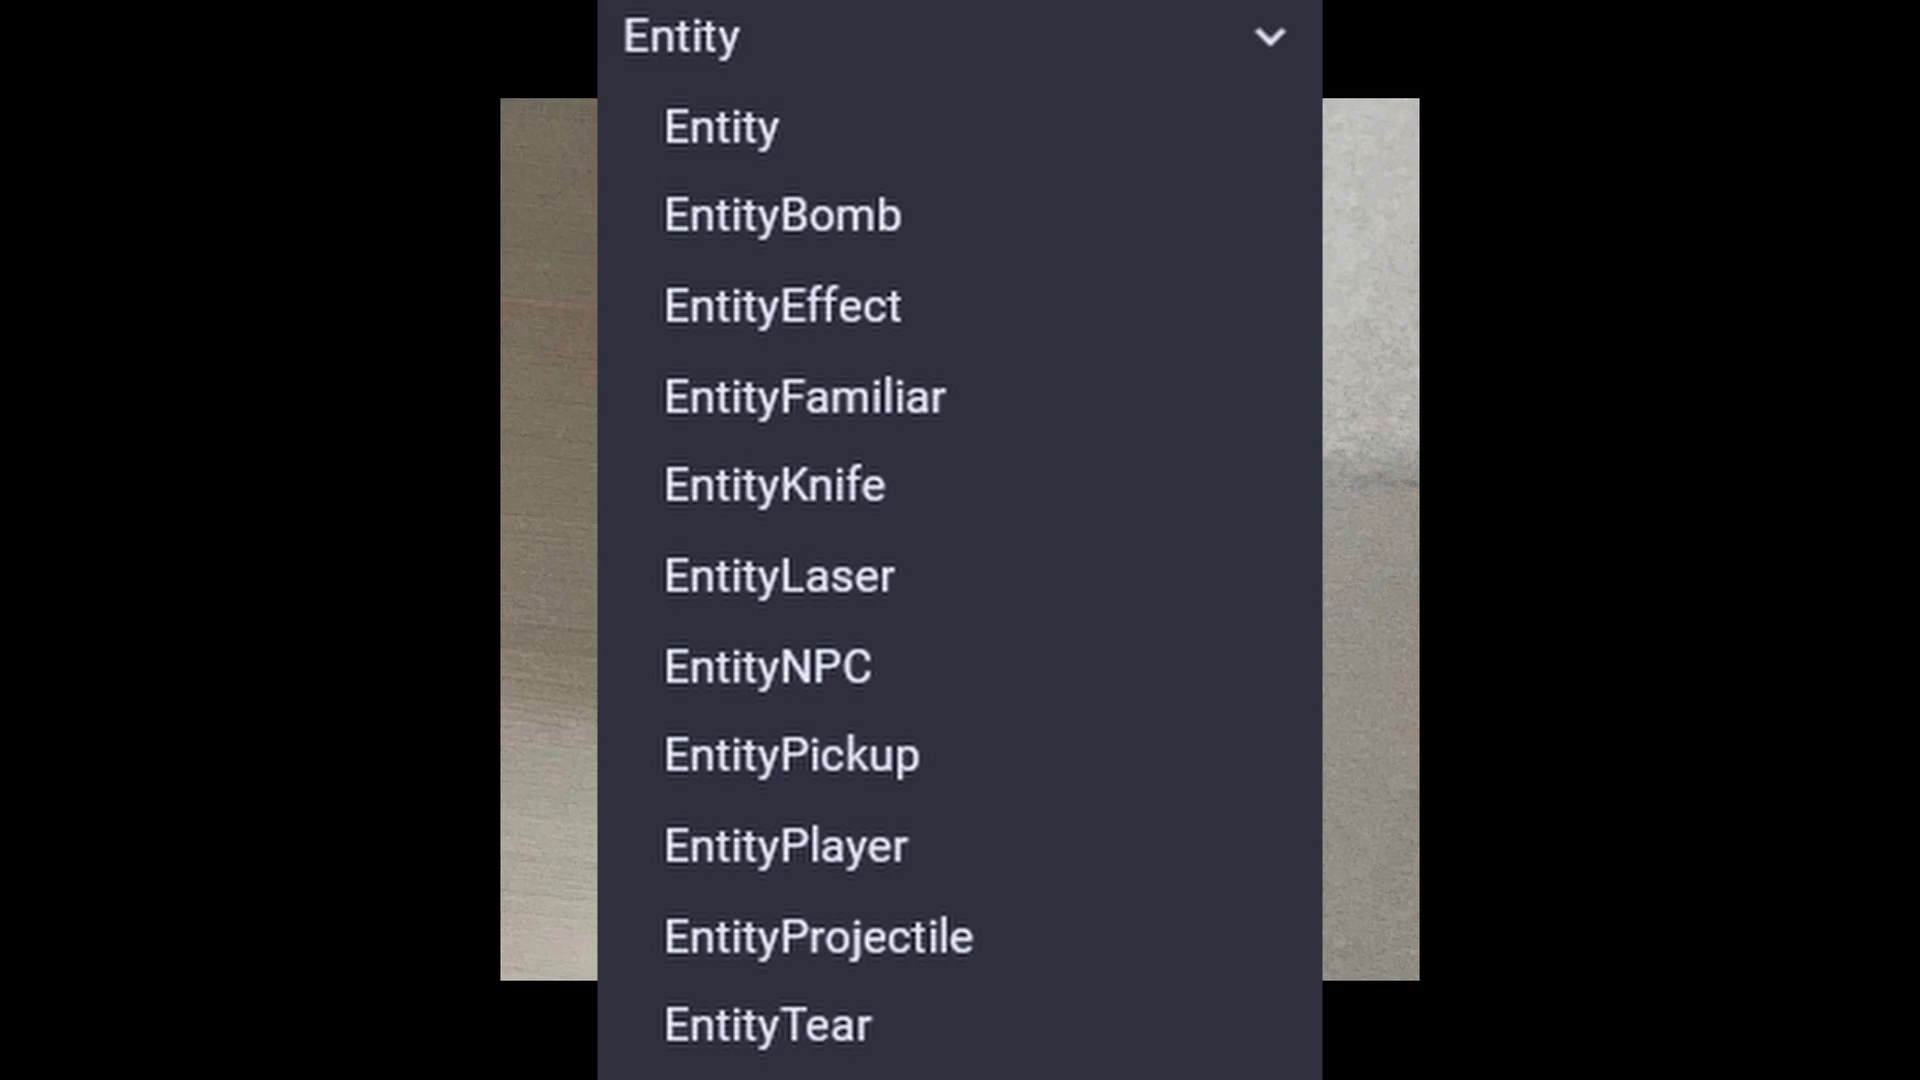 Entity
Entity
EntityBomb
EntityEffect
EntityFamiliar
EntityKnife
EntityLaser
EntityNPC
EntityPickup
EntityPlayer
EntityProjectile
EntityTear